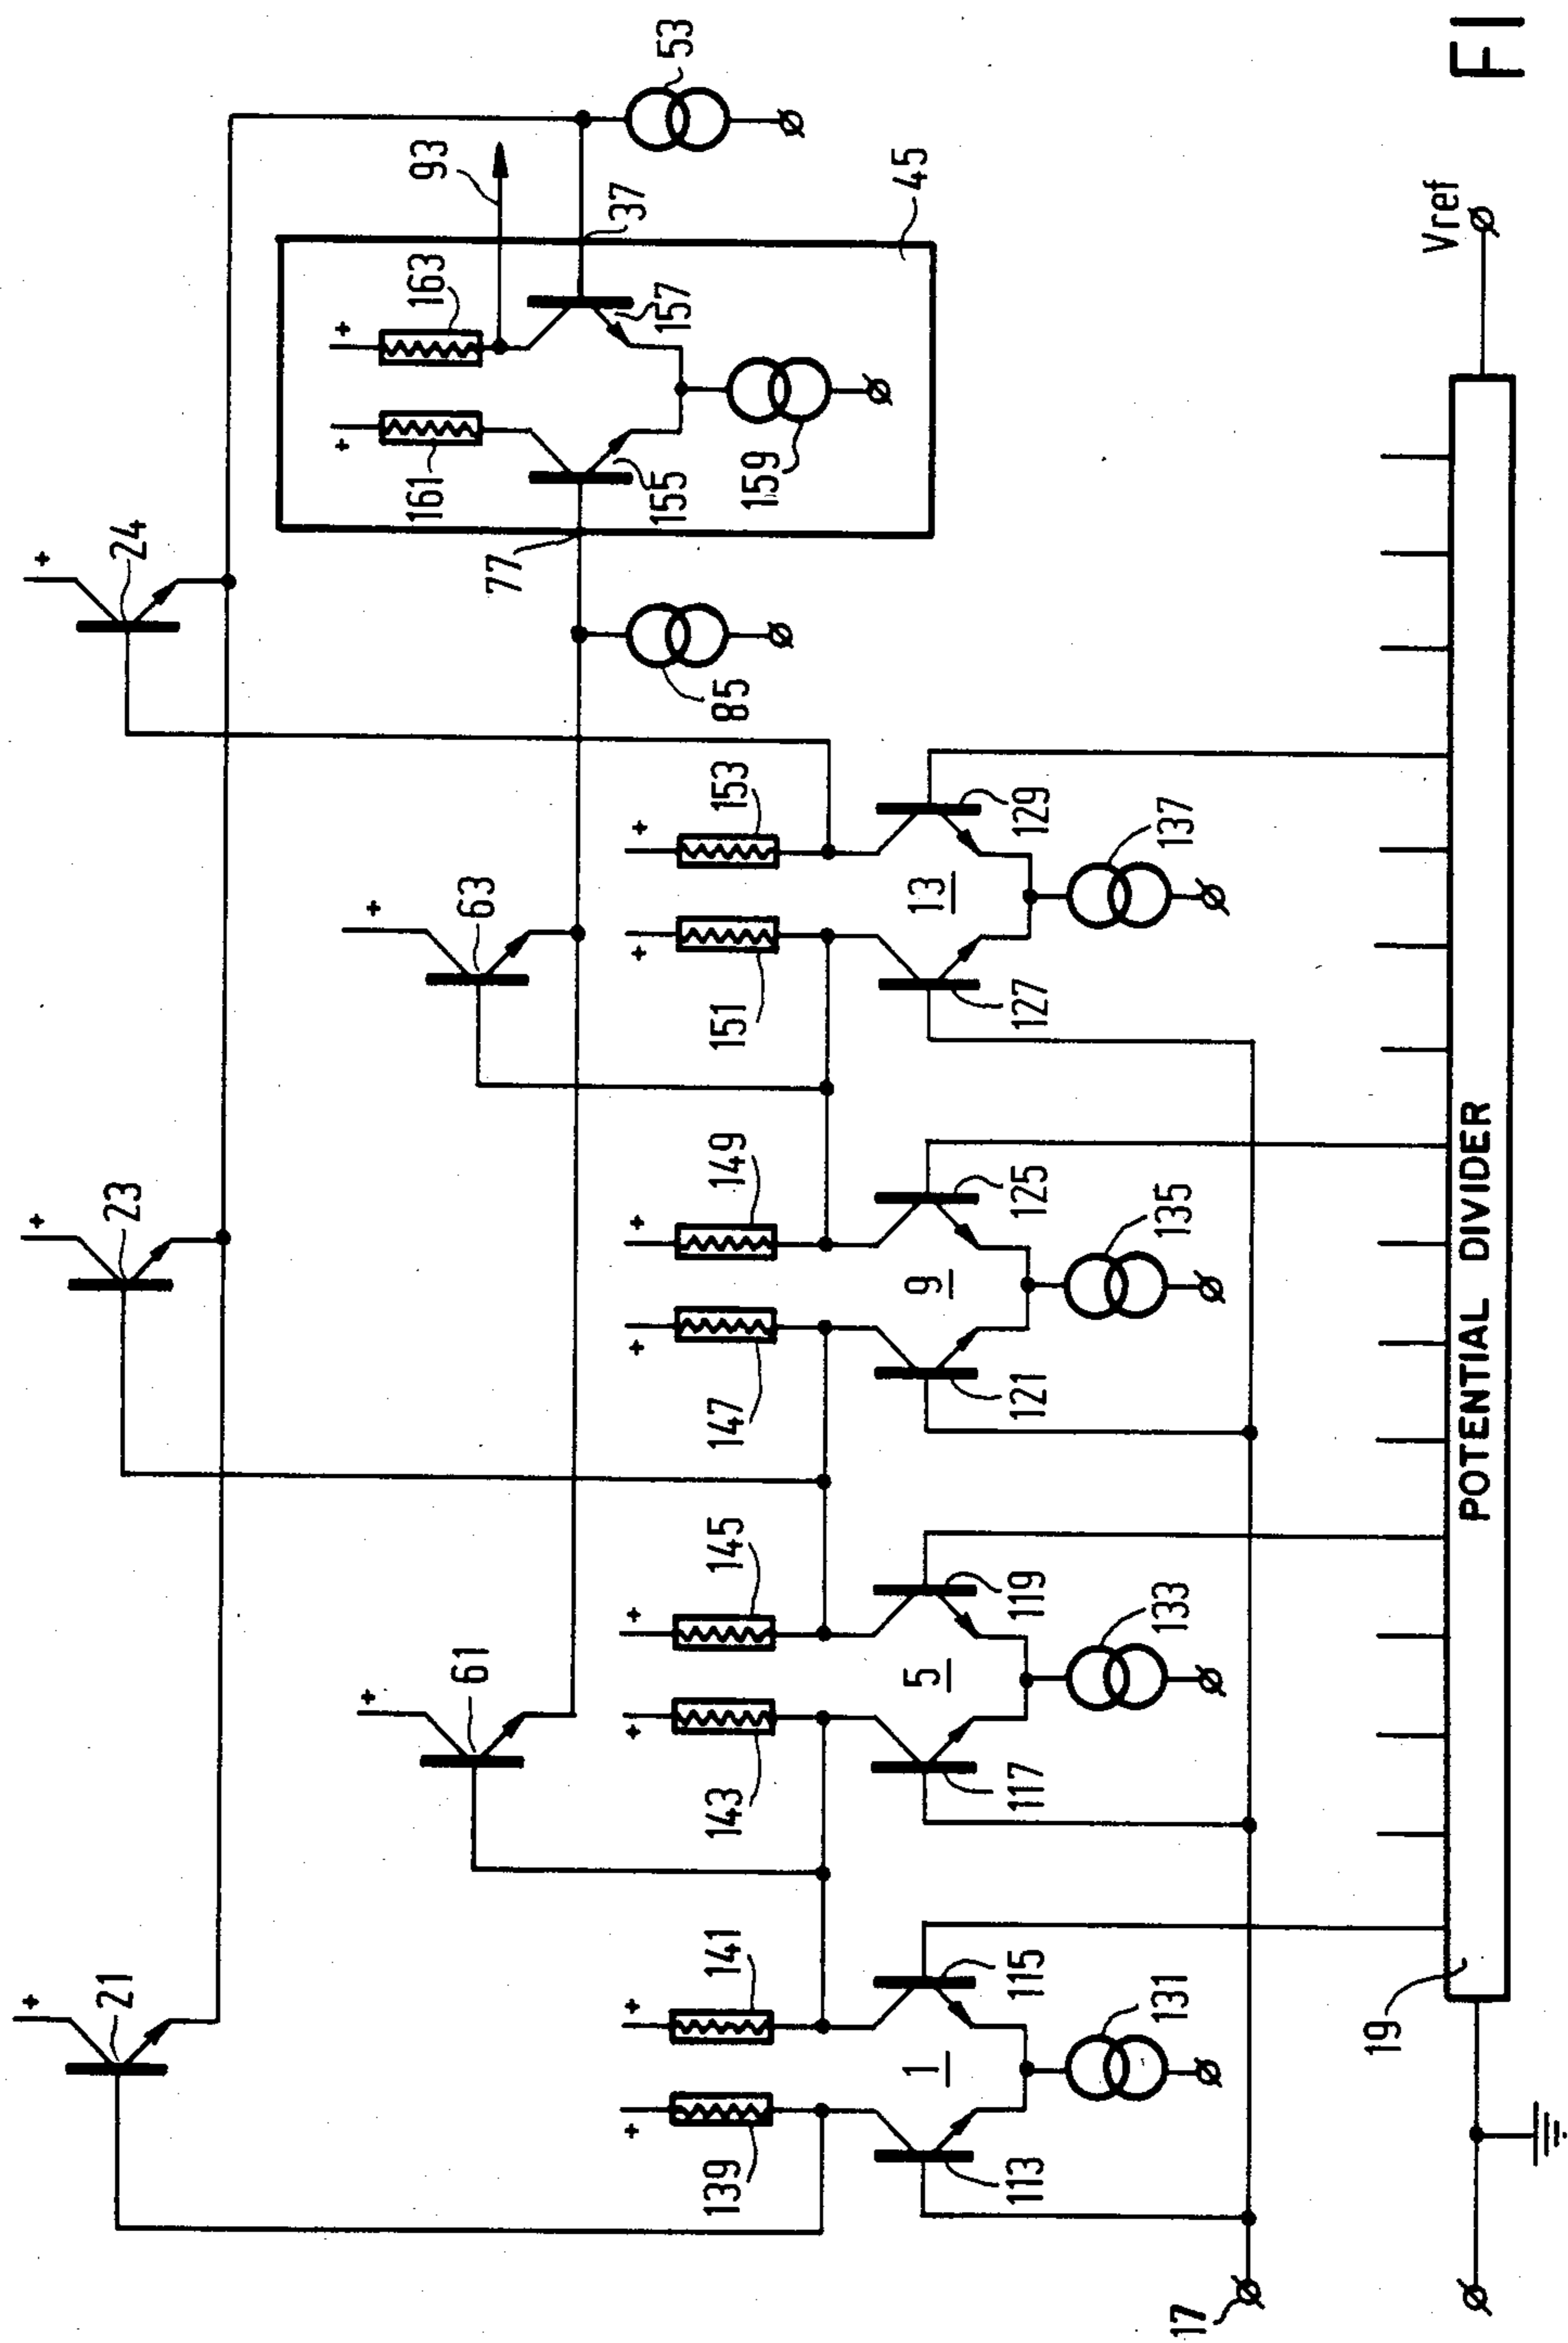 + + +
21 23 24
+ + +
61 63 93 53
+ +
161 163
77 37
155 157
159 45
85
+ + + + + + + +
139 141 143 145 147 149 151 153
1 5 9 13
113 115 117 119 121 125 127 129
131 133 135 137
17
19
POTENTIAL DIVIDER
Vref
FI